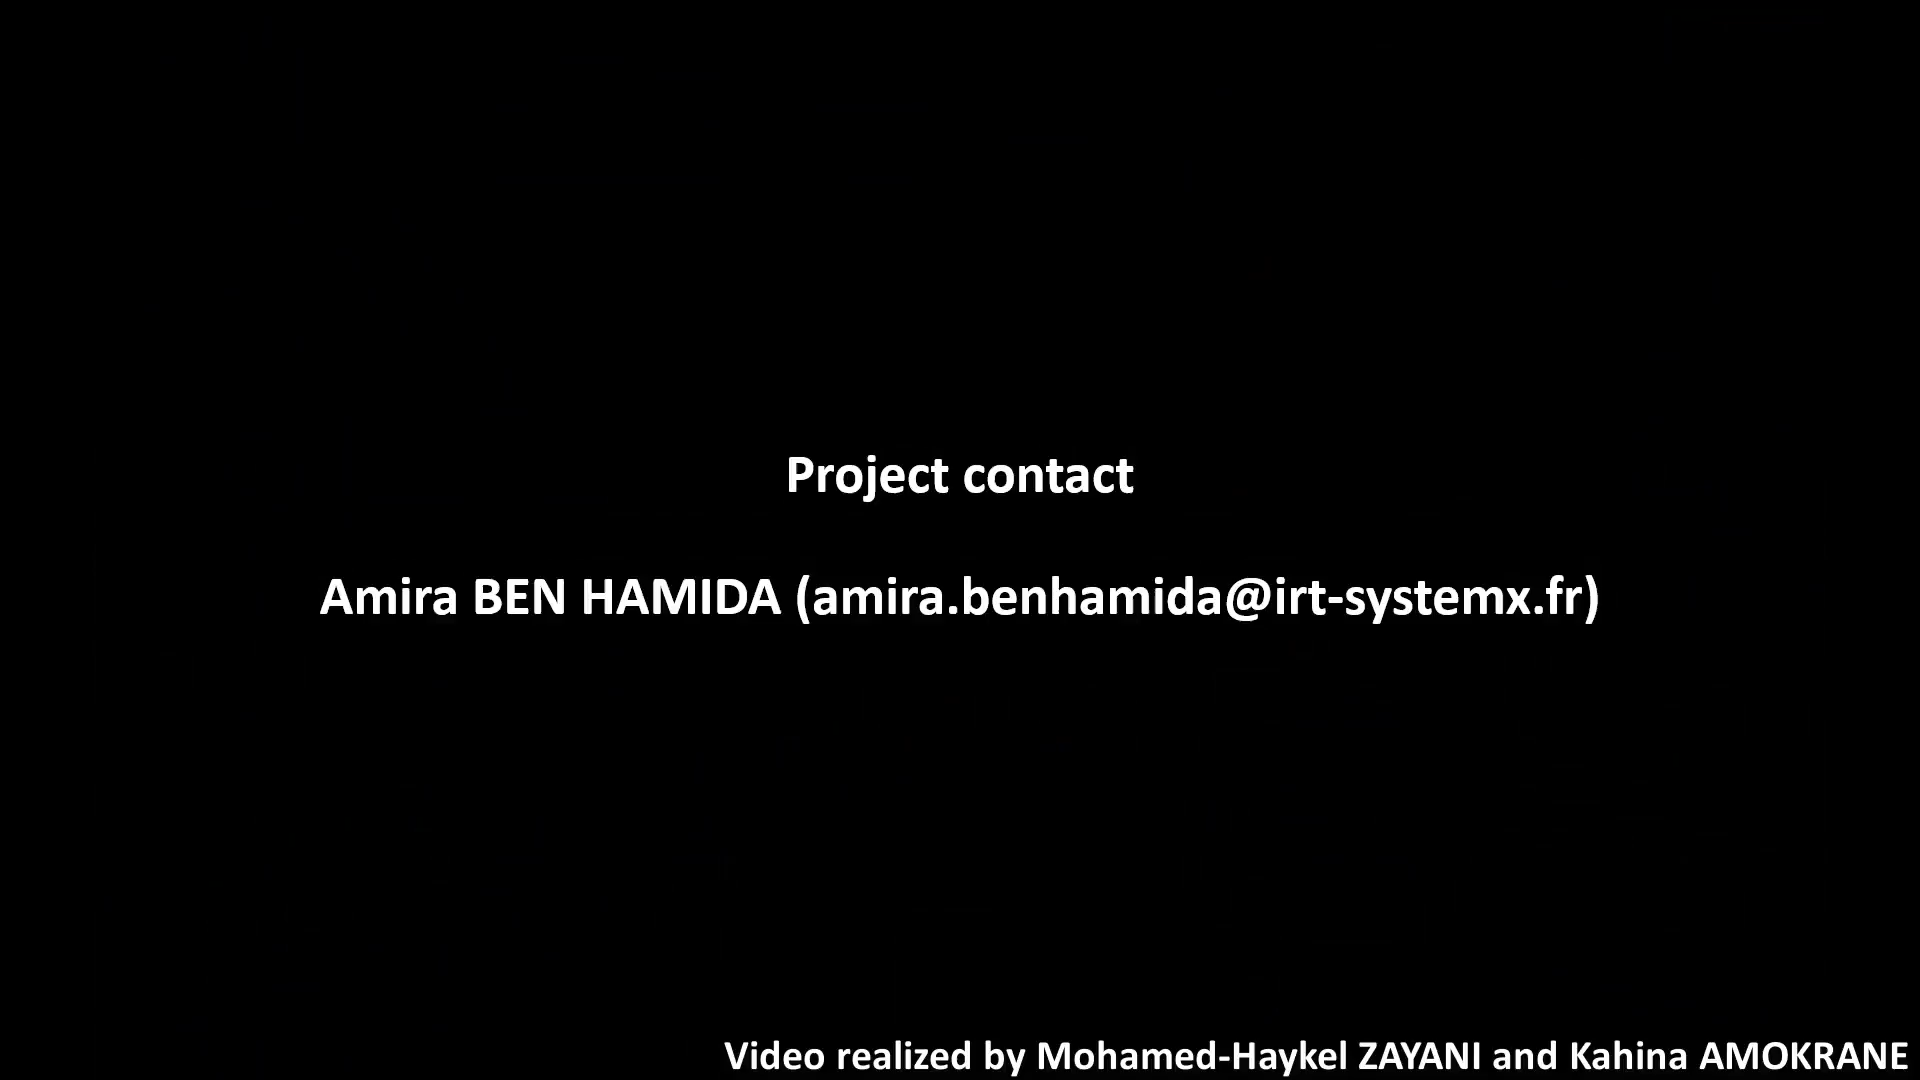 Project contact
Amira BEN HAMIDA (amira.benhamida@irt-systemx.fr)
Video realized by Mohamed-Haykel ZAYANI and Kahina AMOKRANE